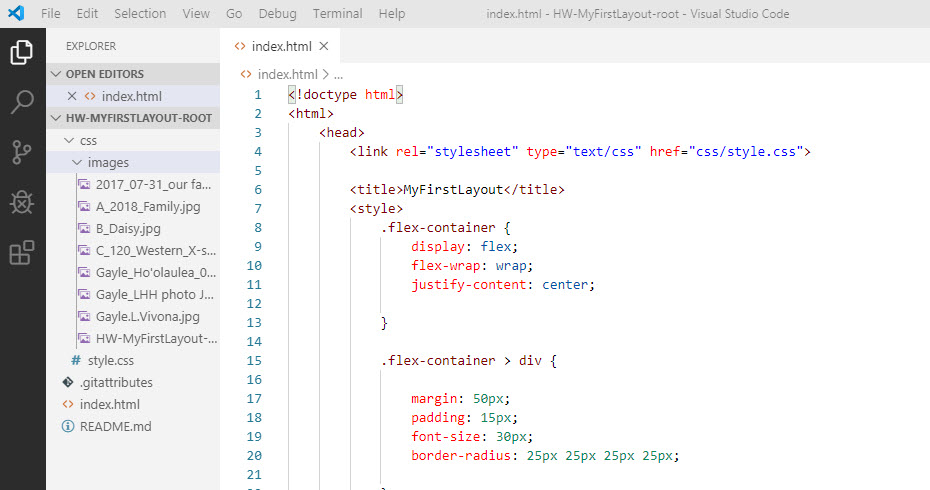 File Edit Selection View Go Debug Terminal Help index.html - HW-MyFirstLayout-root - Visual Studio Code
EXPLORER
OPEN EDITORS
index.html
HW-MYFIRSTLAYOUT-ROOT
css
images
2017_07-31_our fa...
A_2018_Family.jpg
B_Daisy.jpg
C_120_Western_X-s...
Gayle_Ho'olaulea_0...
Gayle_LHH photo J...
Gayle.L.Vivona.jpg
HW-MyFirstLayout-...
# style.css
.gitattributes
index.html
README.md
index.html
index.html > ...
1 <!doctype html>
2 <html>
3 <head>
4 <link rel="stylesheet" type="text/css" href="css/style.css">
5
6 <title>MyFirstLayout</title>
7 <style>
8 .flex-container {
9 display: flex;
10 flex-wrap: wrap;
11 justify-content: center;
12
13 }
14
15 .flex-container > div {
16
17 margin: 50px;
18 padding: 15px;
19 font-size: 30px;
20 border-radius: 25px 25px 25px 25px;
21